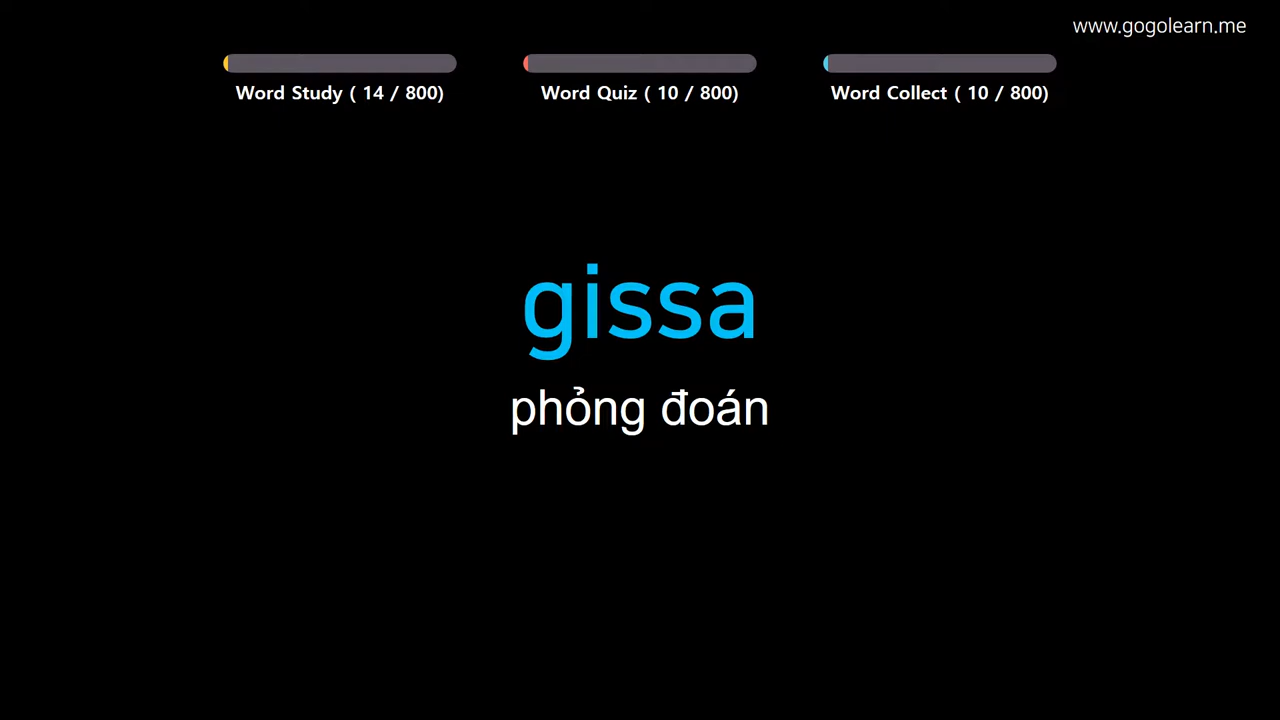 www.gogolearn.me
Word Study ( 14 / 800)
Word Quiz ( 10 / 800)
Word Collect ( 10 / 800)
gissa
phỏng đoán